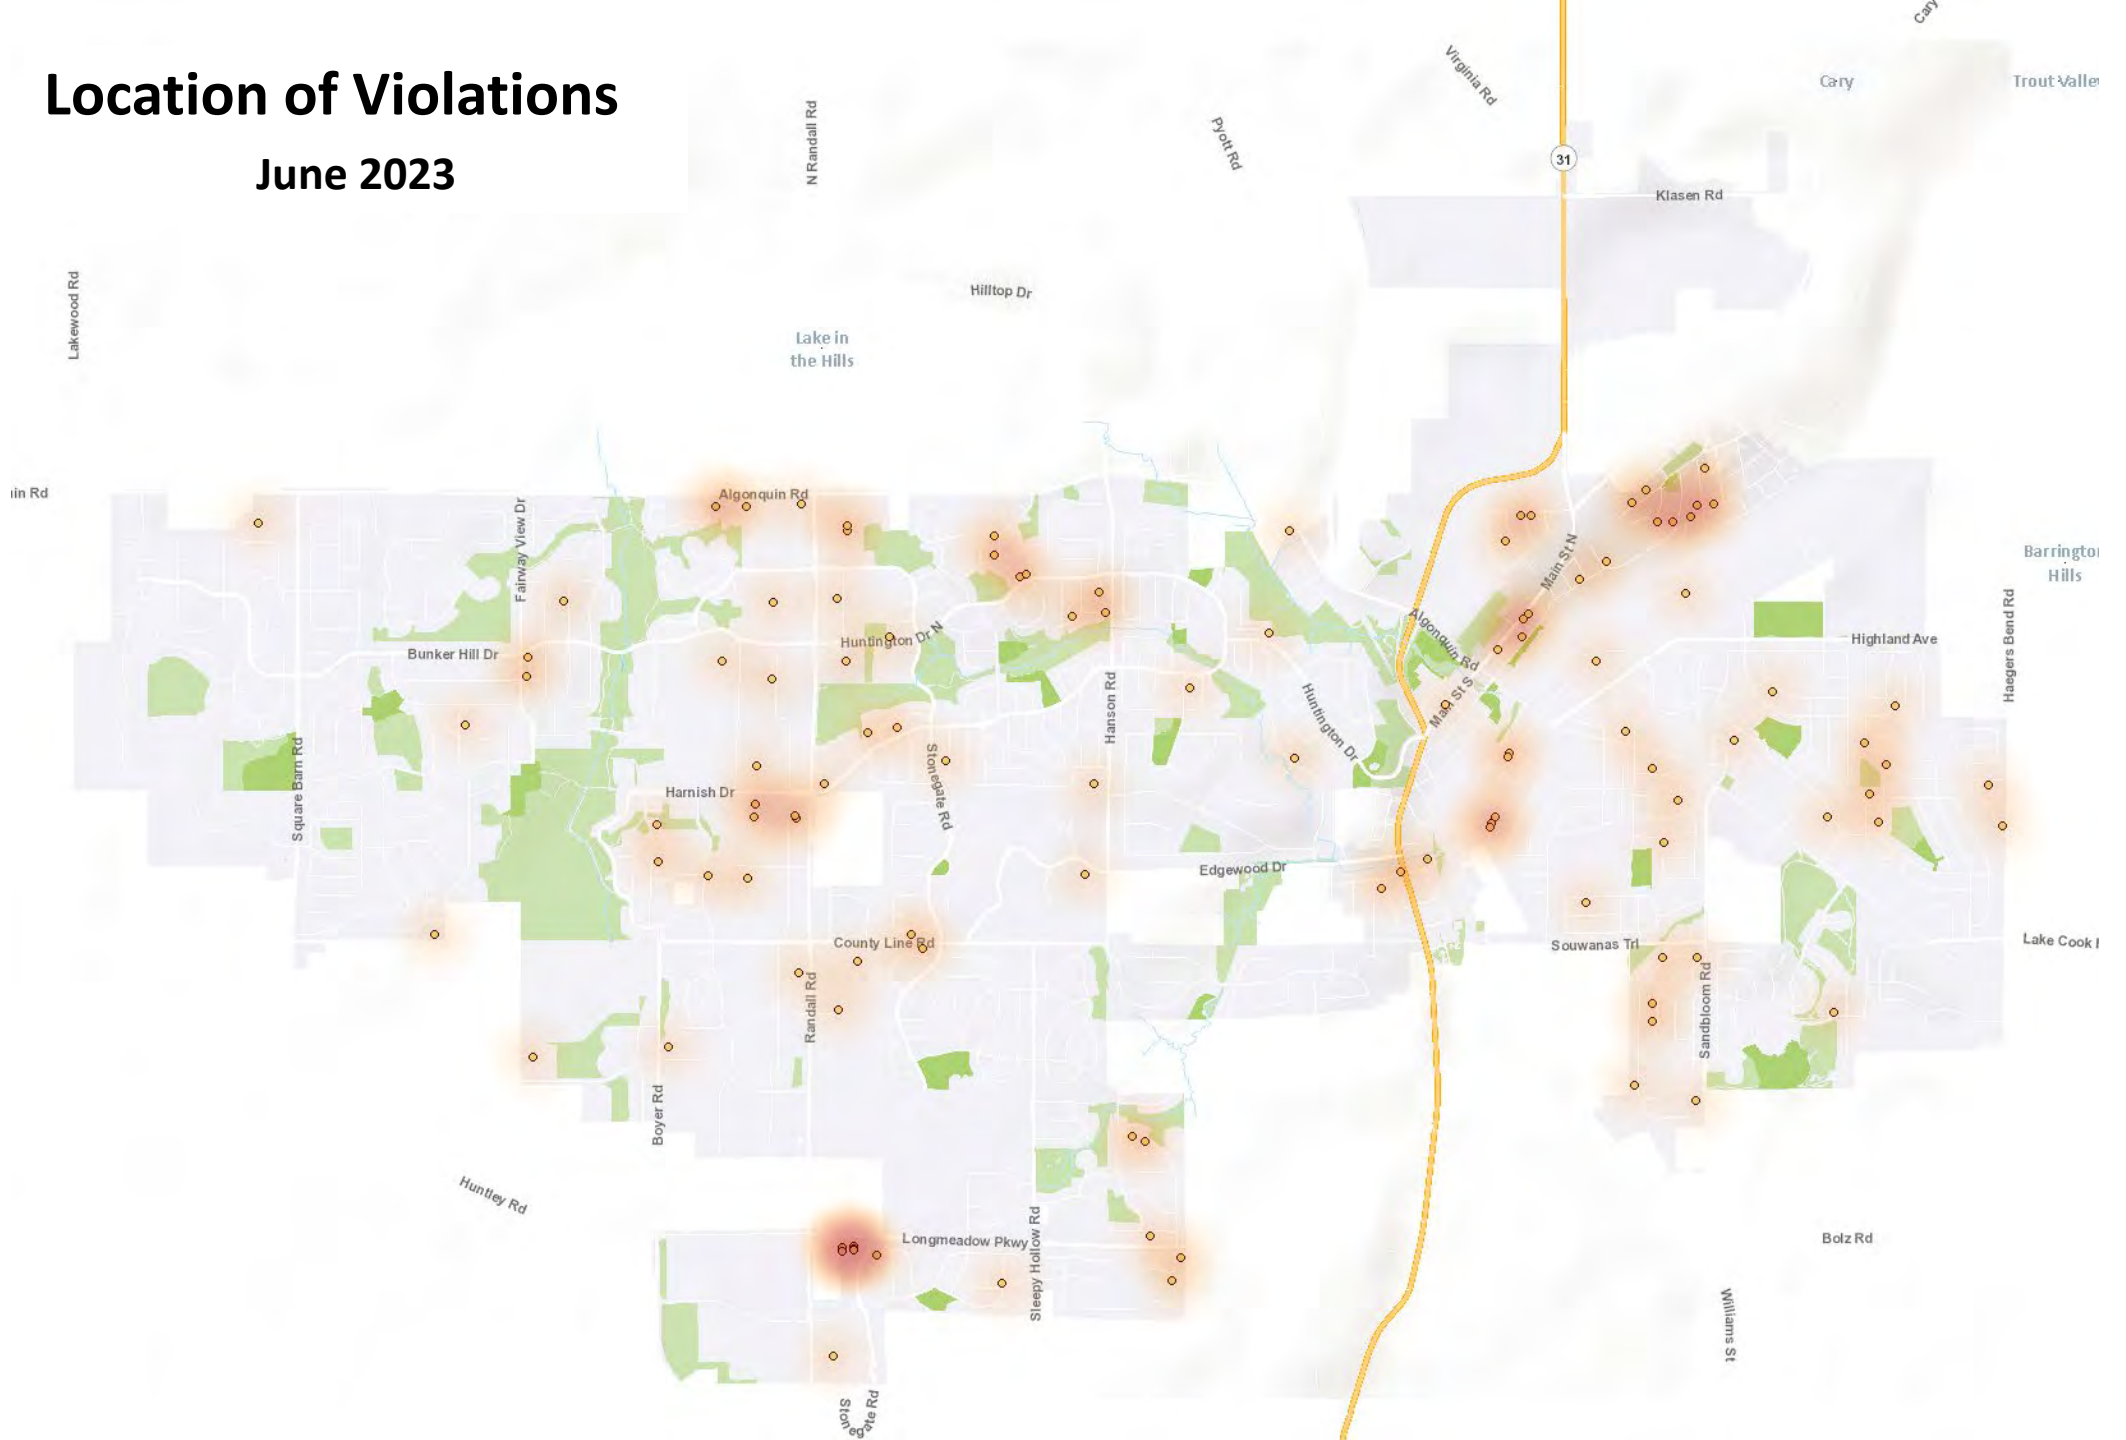 Location of Violations
June 2023
Cary
Virginia Rd
Cary
Trout Valley
N Randall Rd
Pyott Rd
31
Klasen Rd
Lakewood Rd
Hilltop Dr
Lake in
the Hills
in Rd
Algonquin Rd
Fairway View Dr
Main St N
Barrington
Hills
Haegers Bend Rd
Algonquin Rd
Huntington Dr N
Highland Ave
Bunker Hill Dr
Hanson Rd
Main St S
Huntington Dr
Square Barn Rd
Stonegate Rd
Harnish Dr
Edgewood Dr
County Line Rd
Souwanas Trl
Lake Cook
Randall Rd
Sandbloom Rd
Boyer Rd
Huntley Rd
Longmeadow Pkwy
Sleepy Hollow Rd
Bolz Rd
Williams St
Stonegate Rd